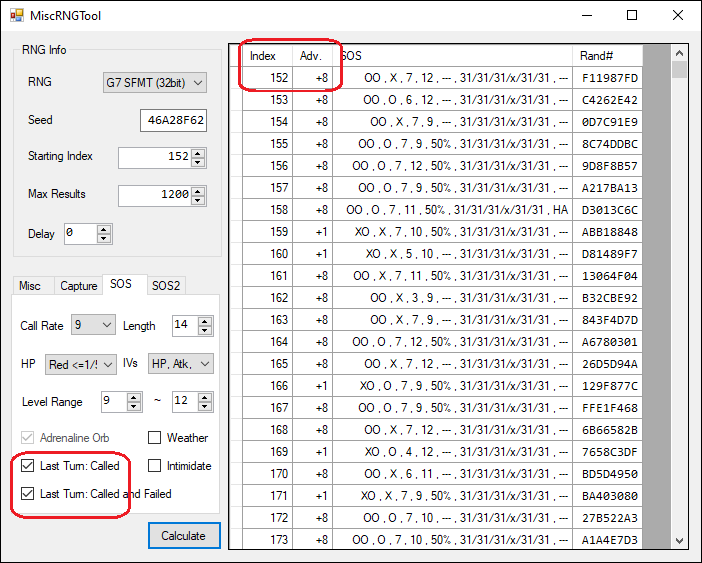 MiscRNGTool
RNG Info
RNG G7 SFMT (32bit)
Seed 46A28F62
Starting Index 152
Max Results 1200
Delay 0
Misc Capture SOS SOS2
Call Rate 9 Length 14
HP Red <=1/5 IVs HP, Atk,
Level Range 9 ~ 12
Adrenaline Orb Weather
Last Turn: Called Intimidate
Last Turn: Called and Failed
Calculate
Index Adv. SOS Rand#
152 +8 OO , X , 7 , 12 , --- , 31/31/31/x/31/31 , --- F11987FD
153 +8 OO , O , 6 , 12 , --- , 31/31/31/x/31/31 , --- C4262E42
154 +8 OO , X , 7 , 9 , --- , 31/31/31/x/31/31 , --- 0D7C91E9
155 +8 OO , O , 7 , 9 , 50% , 31/31/31/x/31/31 , --- 8C74DDBC
156 +8 OO , O , 7 , 12 , 50% , 31/31/31/x/31/31 , --- 9D8F8B57
157 +8 OO , O , 7 , 9 , 50% , 31/31/31/x/31/31 , --- A217BA13
158 +8 OO , O , 7 , 11 , 50% , 31/31/31/x/31/31 , HA D3013C6C
159 +1 XO , X , 7 , 10 , 50% , 31/31/31/x/31/31 , --- ABB18848
160 +1 XO , X , 5 , 10 , --- , 31/31/31/x/31/31 , --- D81489F7
161 +8 OO , X , 7 , 11 , 50% , 31/31/31/x/31/31 , --- 13064F04
162 +8 OO , X , 3 , 9 , --- , 31/31/31/x/31/31 , --- B32CBE92
163 +8 OO , X , 7 , 9 , --- , 31/31/31/x/31/31 , --- 843F4D7D
164 +8 OO , O , 7 , 12 , 50% , 31/31/31/x/31/31 , --- A6780301
165 +8 OO , X , 7 , 12 , --- , 31/31/31/x/31/31 , --- 26D5D94A
166 +1 XO , O , 7 , 9 , 50% , 31/31/31/x/31/31 , --- 129F877C
167 +8 OO , O , 7 , 9 , 50% , 31/31/31/x/31/31 , --- FFE1F468
168 +8 OO , X , 7 , 12 , --- , 31/31/31/x/31/31 , --- 6B66582B
169 +1 XO , O , 4 , 12 , --- , 31/31/31/x/31/31 , --- 7658C3DF
170 +8 OO , X , 6 , 11 , --- , 31/31/31/x/31/31 , --- BD5D4950
171 +1 XO , X , 7 , 9 , 50% , 31/31/31/x/31/31 , --- BA403080
172 +8 OO , O , 7 , 10 , --- , 31/31/31/x/31/31 , --- 27B522A3
173 +8 OO , O , 7 , 10 , 50% , 31/31/31/x/31/31 , --- A1A4E7D3